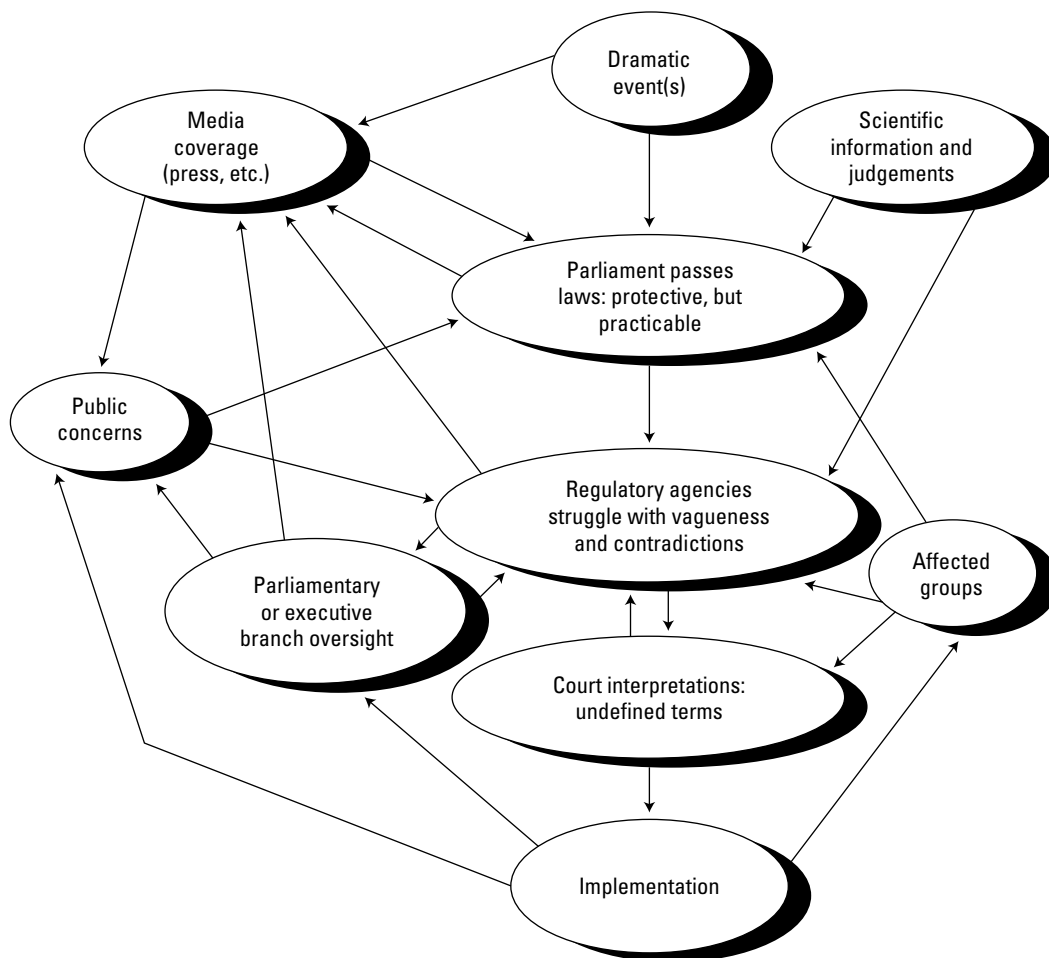 Dramatic
event(s)
Media
coverage
(press, etc.)
Scientific
information and
judgements
Parliament passes
laws: protective, but
practicable
Public
concerns
Regulatory agencies
struggle with vagueness
and contradictions
Affected
groups
Parliamentary
or executive
branch oversight
Court interpretations:
undefined terms
Implementation